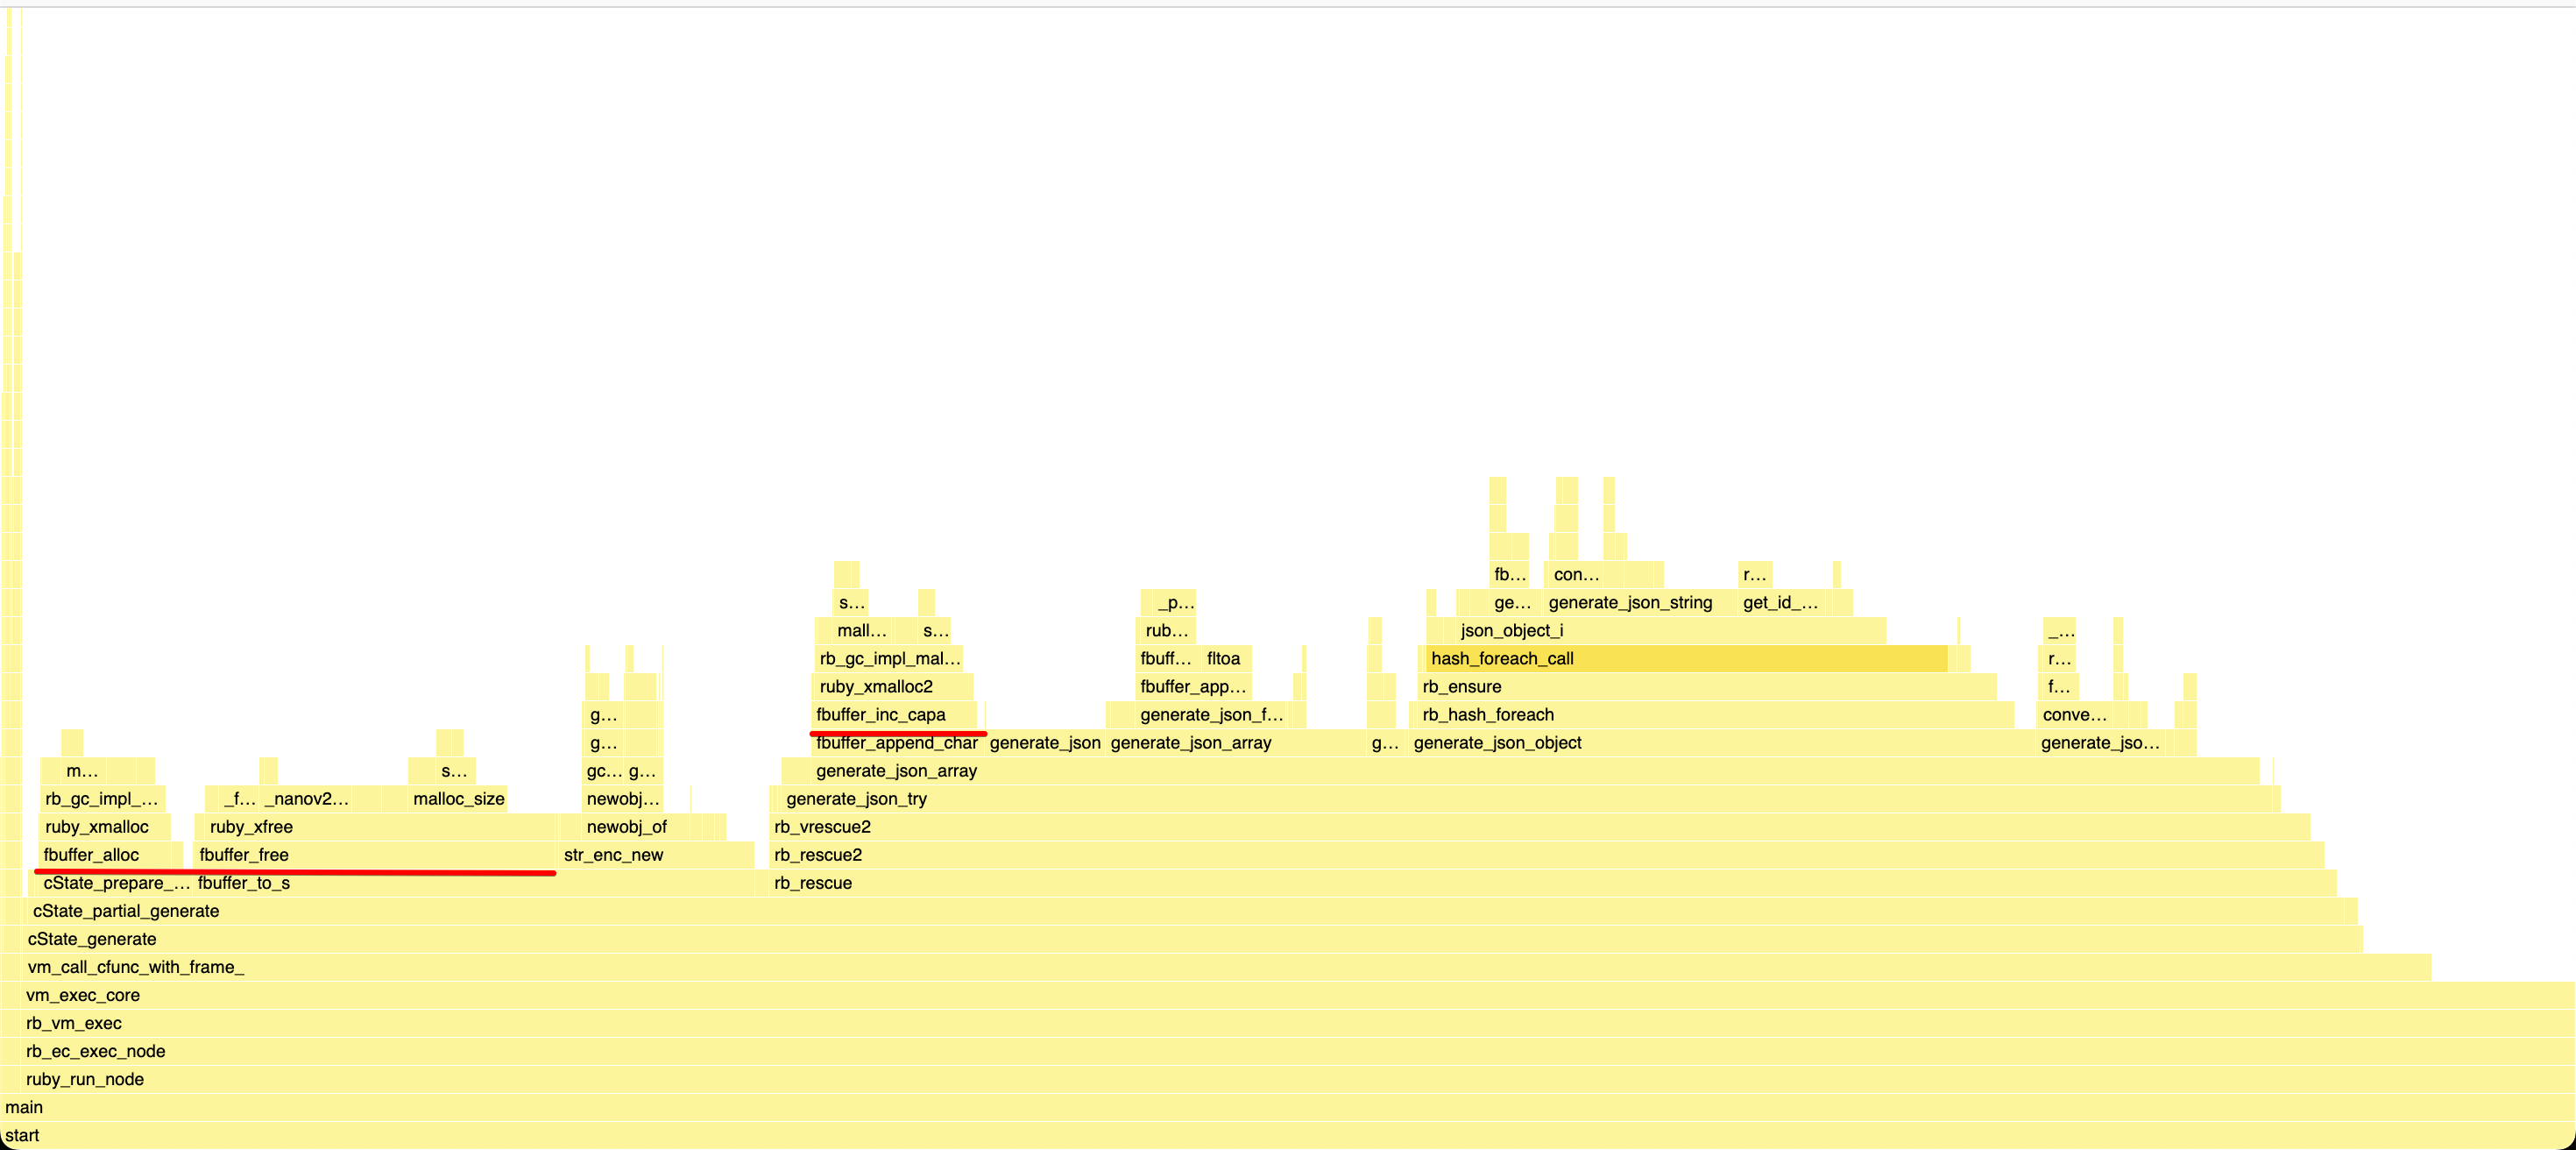 fb… con… r…
s… _p… ge… generate_json_string get_id_…
mall… s… rub… json_object_i _…
rb_gc_impl_mal… fbuff… fltoa hash_foreach_call r…
ruby_xmalloc2 fbuffer_app… rb_ensure f…
g… fbuffer_inc_capa generate_json_f… rb_hash_foreach conve…
g… fbuffer_append_char generate_json generate_json_array g… generate_json_object generate_jso…
m… s… gc… g… generate_json_array
rb_gc_impl_… _f… _nanov2… malloc_size newobj… generate_json_try
ruby_xmalloc ruby_xfree newobj_of rb_vrescue2
fbuffer_alloc fbuffer_free str_enc_new rb_rescue2
cState_prepare_… fbuffer_to_s rb_rescue
cState_partial_generate
cState_generate
vm_call_cfunc_with_frame_
vm_exec_core
rb_vm_exec
rb_ec_exec_node
ruby_run_node
main
start